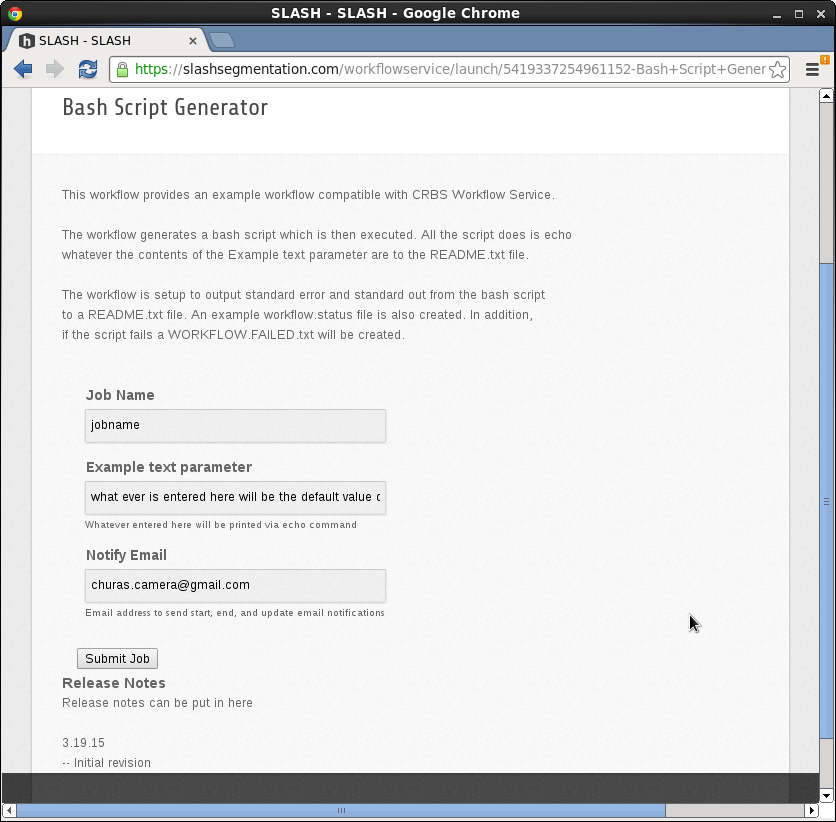 SLASH - SLASH - Google Chrome
SLASH - SLASH
https://slashsegmentation.com/workflowservice/launch/5419337254961152-Bash+Script+Gener
Bash Script Generator
This workflow provides an example workflow compatible with CRBS Workflow Service.
The workflow generates a bash script which is then executed. All the script does is echo
whatever the contents of the Example text parameter are to the README.txt file.
The workflow is setup to output standard error and standard out from the bash script
to a README.txt file. An example workflow.status file is also created. In addition,
if the script fails a WORKFLOW.FAILED.txt will be created.
Job Name
jobname
Example text parameter
what ever is entered here will be the default value
Whatever entered here will be printed via echo command
Notify Email
churas.camera@gmail.com
Email address to send start, end, and update email notifications
Submit Job
Release Notes
Release notes can be put in here
3.19.15
-- Initial revision